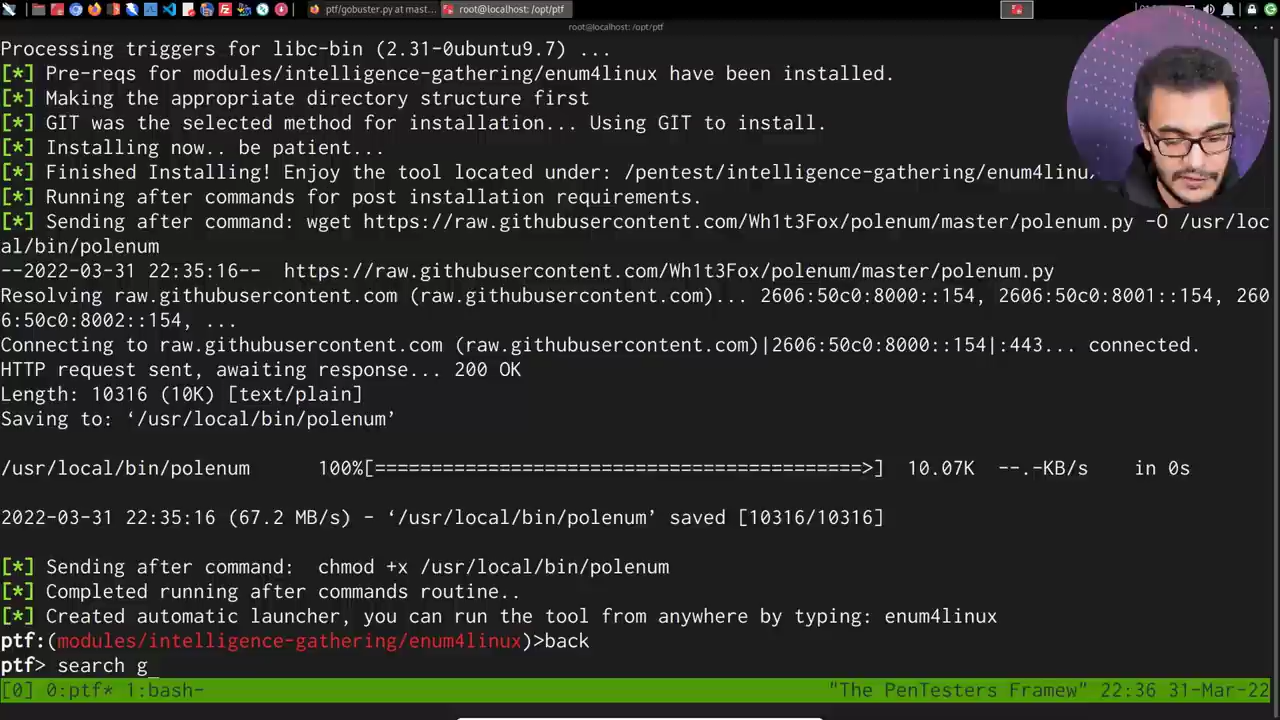 ptf/gobuster.py at mast...
root@localhost: /opt/ptf
root@localhost: /opt/ptf
Processing triggers for libc-bin (2.31-0ubuntu9.7) ...
[*] Pre-reqs for modules/intelligence-gathering/enum4linux have been installed.
[*] Making the appropriate directory structure first
[*] GIT was the selected method for installation... Using GIT to install.
[*] Installing now.. be patient...
[*] Finished Installing! Enjoy the tool located under: /pentest/intelligence-gathering/enum4linux
[*] Running after commands for post installation requirements.
[*] Sending after command: wget https://raw.githubusercontent.com/Wh1t3Fox/polenum/master/polenum.py -O /usr/loc
al/bin/polenum
--2022-03-31 22:35:16--  https://raw.githubusercontent.com/Wh1t3Fox/polenum/master/polenum.py
Resolving raw.githubusercontent.com (raw.githubusercontent.com)... 2606:50c0:8000::154, 2606:50c0:8001::154, 260
6:50c0:8002::154, ...
Connecting to raw.githubusercontent.com (raw.githubusercontent.com)|2606:50c0:8000::154|:443... connected.
HTTP request sent, awaiting response... 200 OK
Length: 10316 (10K) [text/plain]
Saving to: ‘/usr/local/bin/polenum’
/usr/local/bin/polenum 100%[===========================================>] 10.07K --.-KB/s in 0s
2022-03-31 22:35:16 (67.2 MB/s) - ‘/usr/local/bin/polenum’ saved [10316/10316]
[*] Sending after command:  chmod +x /usr/local/bin/polenum
[*] Completed running after commands routine..
[*] Created automatic launcher, you can run the tool from anywhere by typing: enum4linux
ptf:(modules/intelligence-gathering/enum4linux)>back
ptf> search g_
[0] 0:ptf* 1:bash- "The PenTesters Framew" 22:36 31-Mar-22